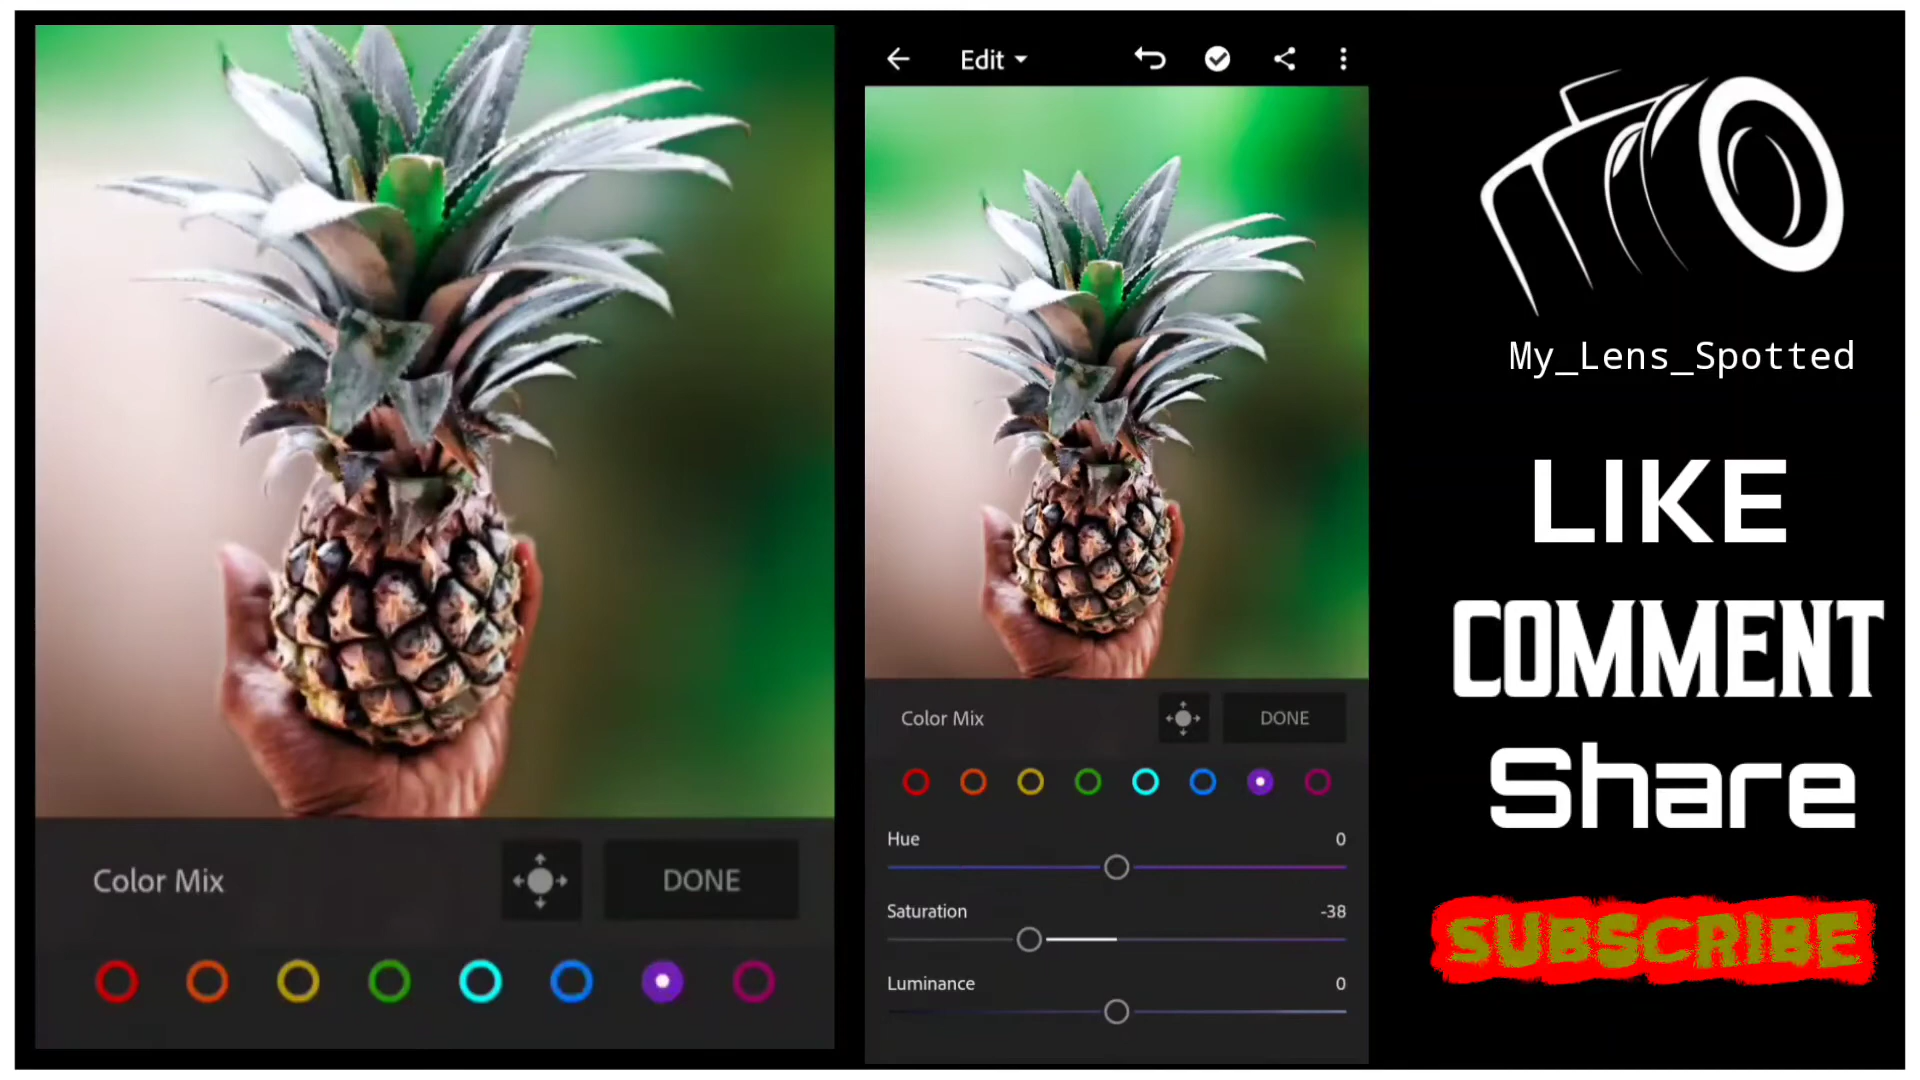 Color Mix
DONE
Edit
Color Mix
DONE
Hue 0
Saturation -38
Luminance 0
My_Lens_Spotted
LIKE
COMMENT
Share
SUBSCRIBE